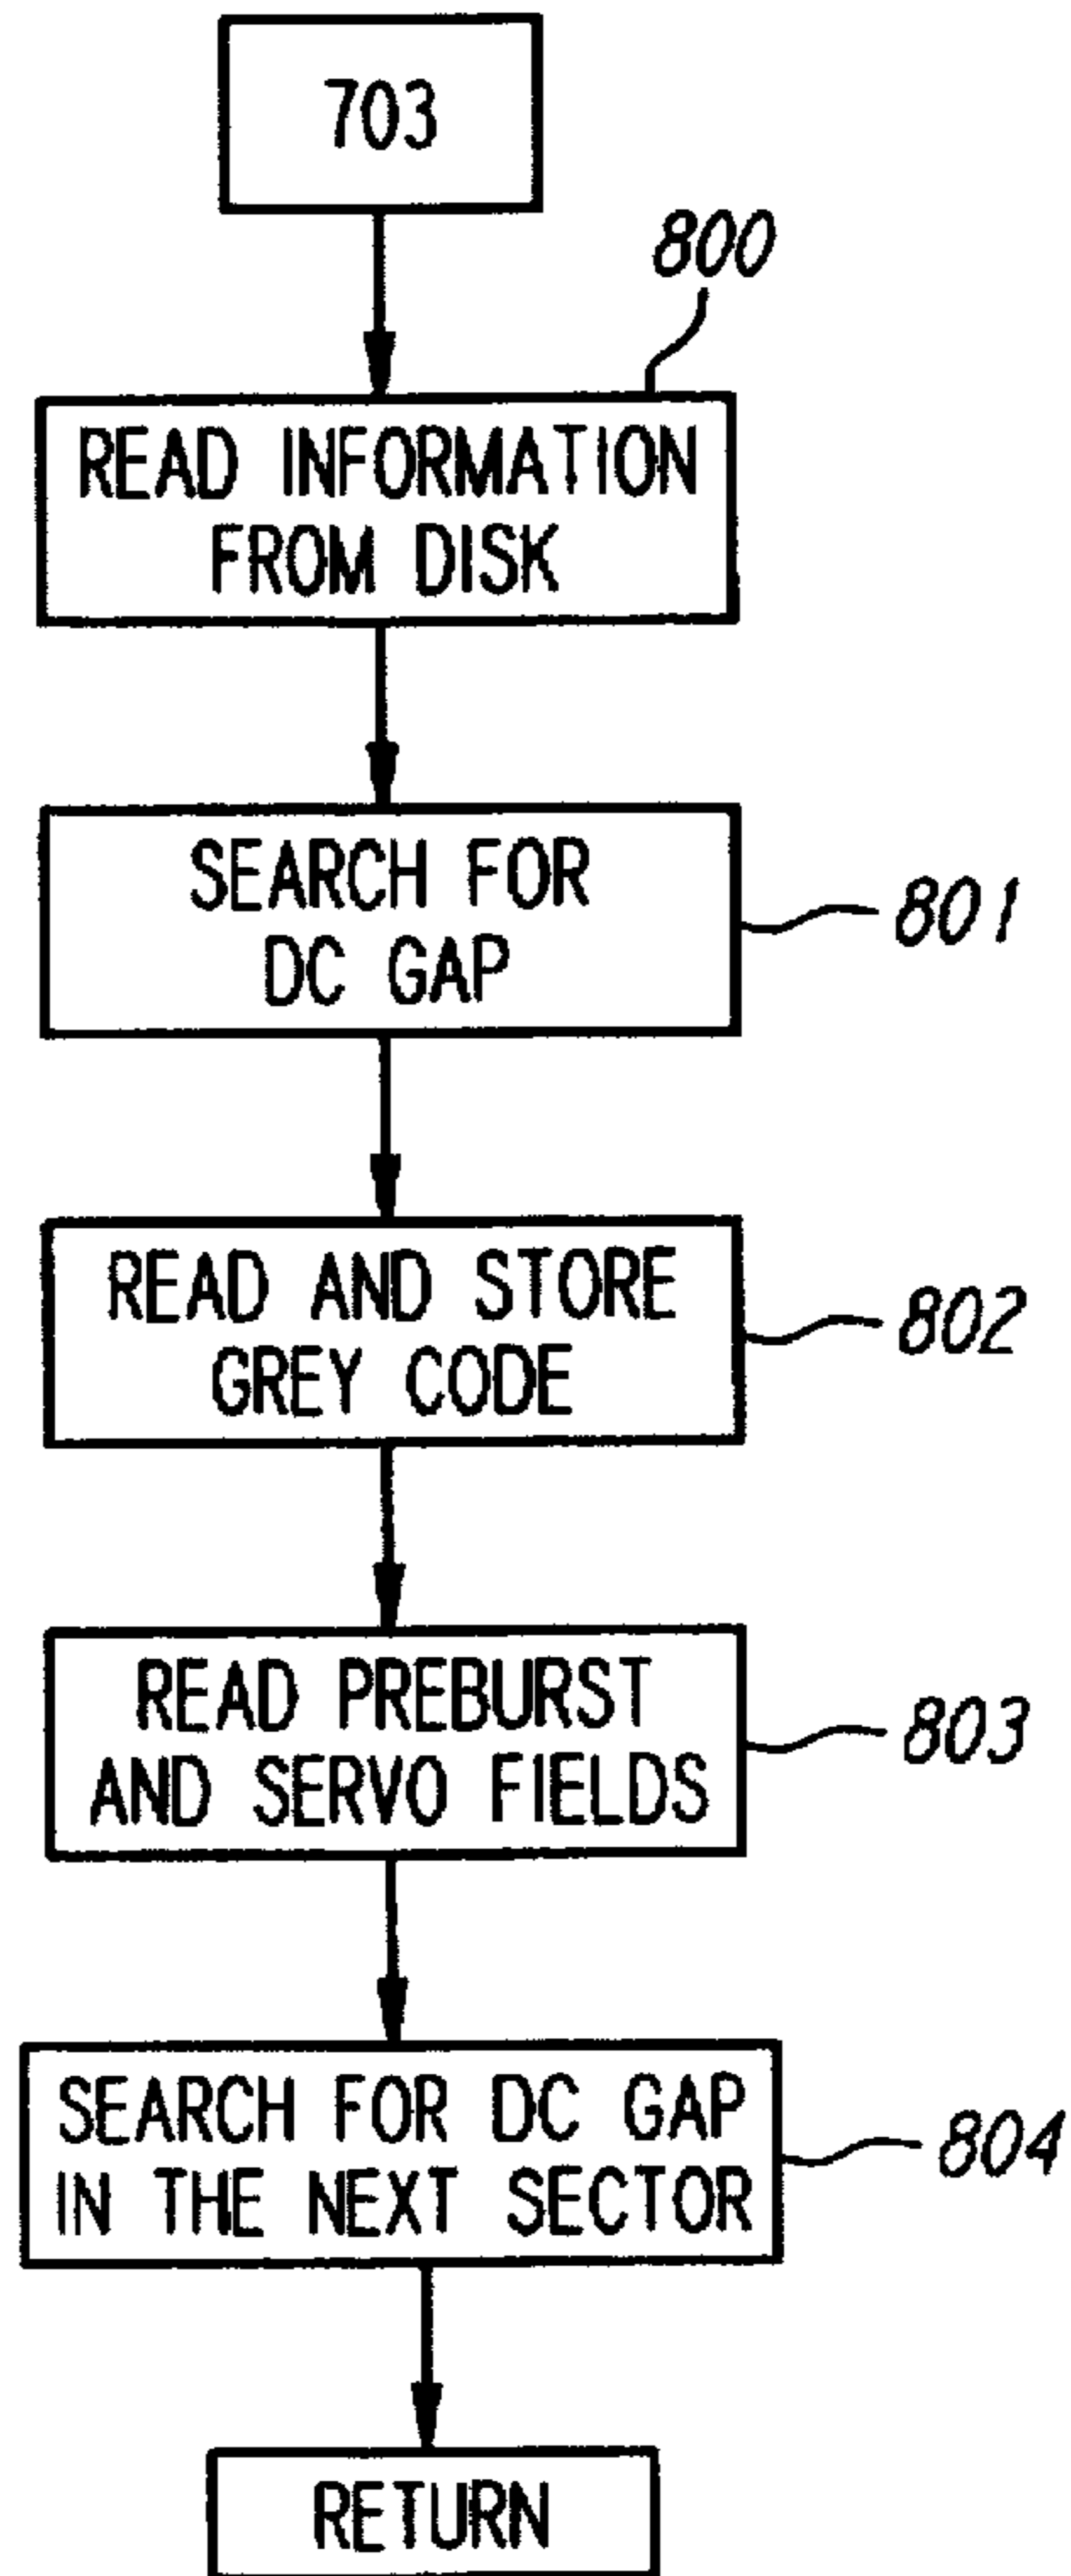 703
800
READ INFORMATION
FROM DISK
SEARCH FOR
DC GAP
801
READ AND STORE
GREY CODE
802
READ PREBURST
AND SERVO FIELDS
803
SEARCH FOR DC GAP
IN THE NEXT SECTOR
804
RETURN